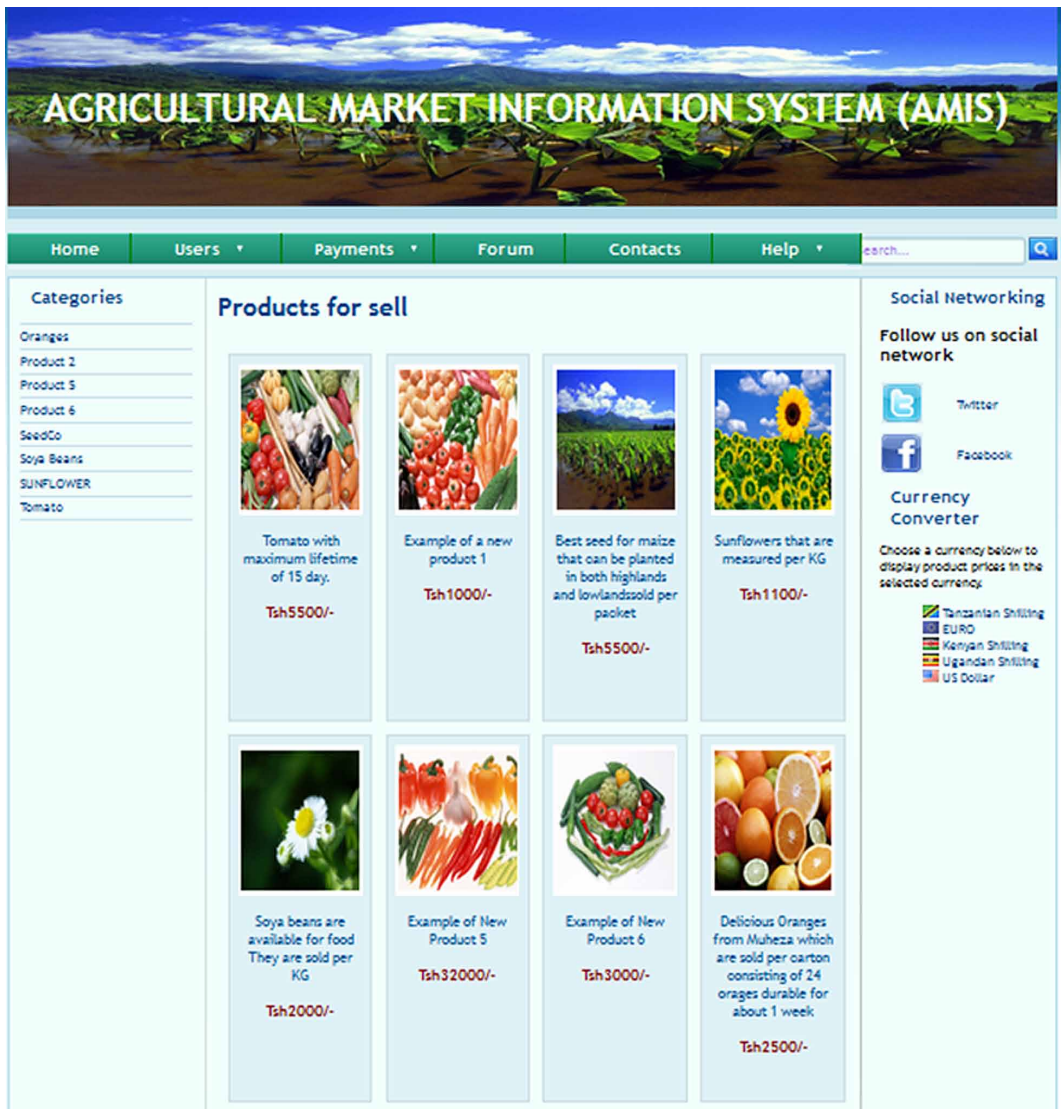 AGRICULTURAL MARKET INFORMATION SYSTEM (AMIS)
Home
Users
Payments
Forum
Contacts
Help
earch...
Categories
Oranges
Product 2
Product 5
Product 6
SeedCo
Soya Beans
SUNFLOWER
Tomato
Products for sell
Tomato with
maximum lifetime
of 15 day.
Tsh5500/-
Example of a new
product 1
Tsh1000/-
Best seed for maize
that can be planted
in both highlands
and lowlandssold per
packet
Tsh5500/-
Sunflowers that are
measured per KG
Tsh1100/-
Soya beans are
available for food
They are sold per
KG
Tsh2000/-
Example of New
Product 5
Tsh32000/-
Example of New
Product 6
Tsh3000/-
Delicious Oranges
from Muheza which
are sold per carton
consisting of 24
orages durable for
about 1 week
Tsh2500/-
Social Networking
Follow us on social
network
Twitter
Facebook
Currency
Converter
Choose a currency below to
display product prices in the
selected currency.
Tanzanian Shilling
EURO
Kenyan Shilling
Ugandan Shilling
US Dollar